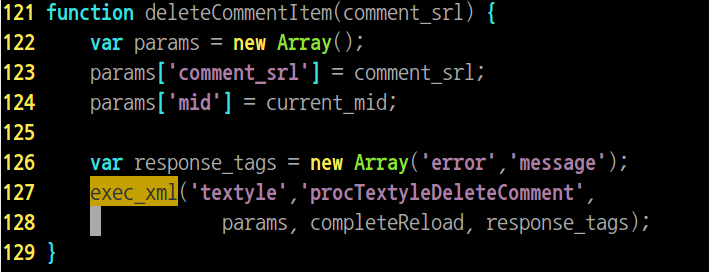 121 function deleteCommentItem(comment_srl) {
122     var params = new Array();
123     params['comment_srl'] = comment_srl;
124     params['mid'] = current_mid;
125
126     var response_tags = new Array('error','message');
127     exec_xml('textyle','procTextyleDeleteComment',
128             params, completeReload, response_tags);
129 }